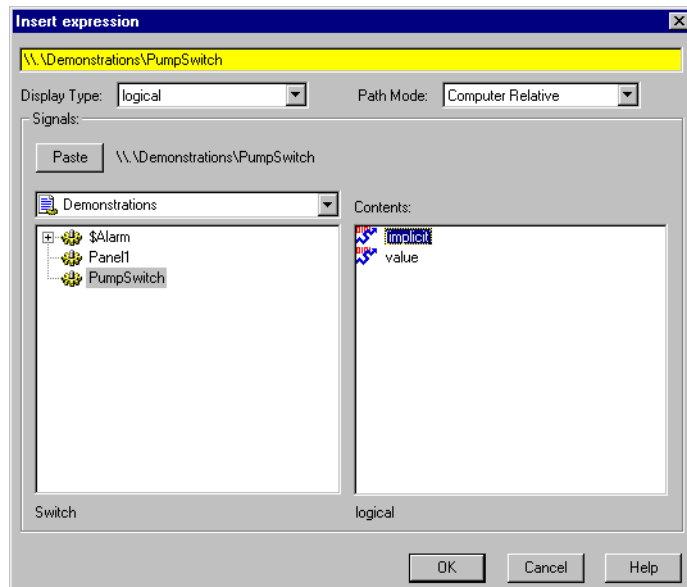 Insert expression
\\.\Demonstrations\PumpSwitch
Display Type: logical Path Mode: Computer Relative
Signals:
Paste \\.\Demonstrations\PumpSwitch
Demonstrations Contents:
$Alarm
Panel1
PumpSwitch
implicit
value
Switch logical
OK Cancel Help